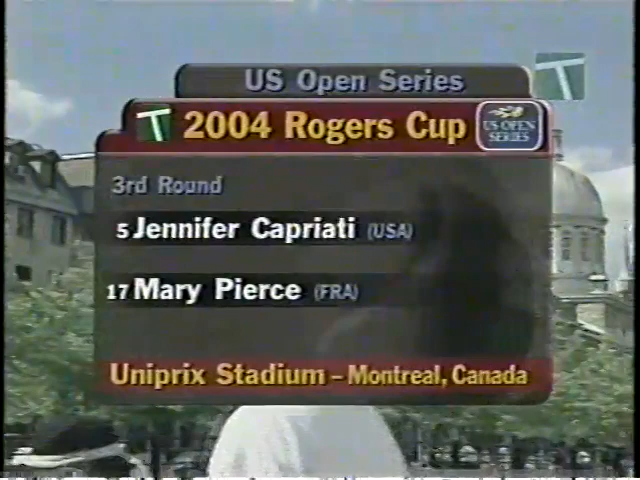 US Open Series
T
T 2004 Rogers Cup US OPEN SERIES
3rd Round
5 Jennifer Capriati (USA)
17 Mary Pierce (FRA)
Uniprix Stadium – Montreal, Canada